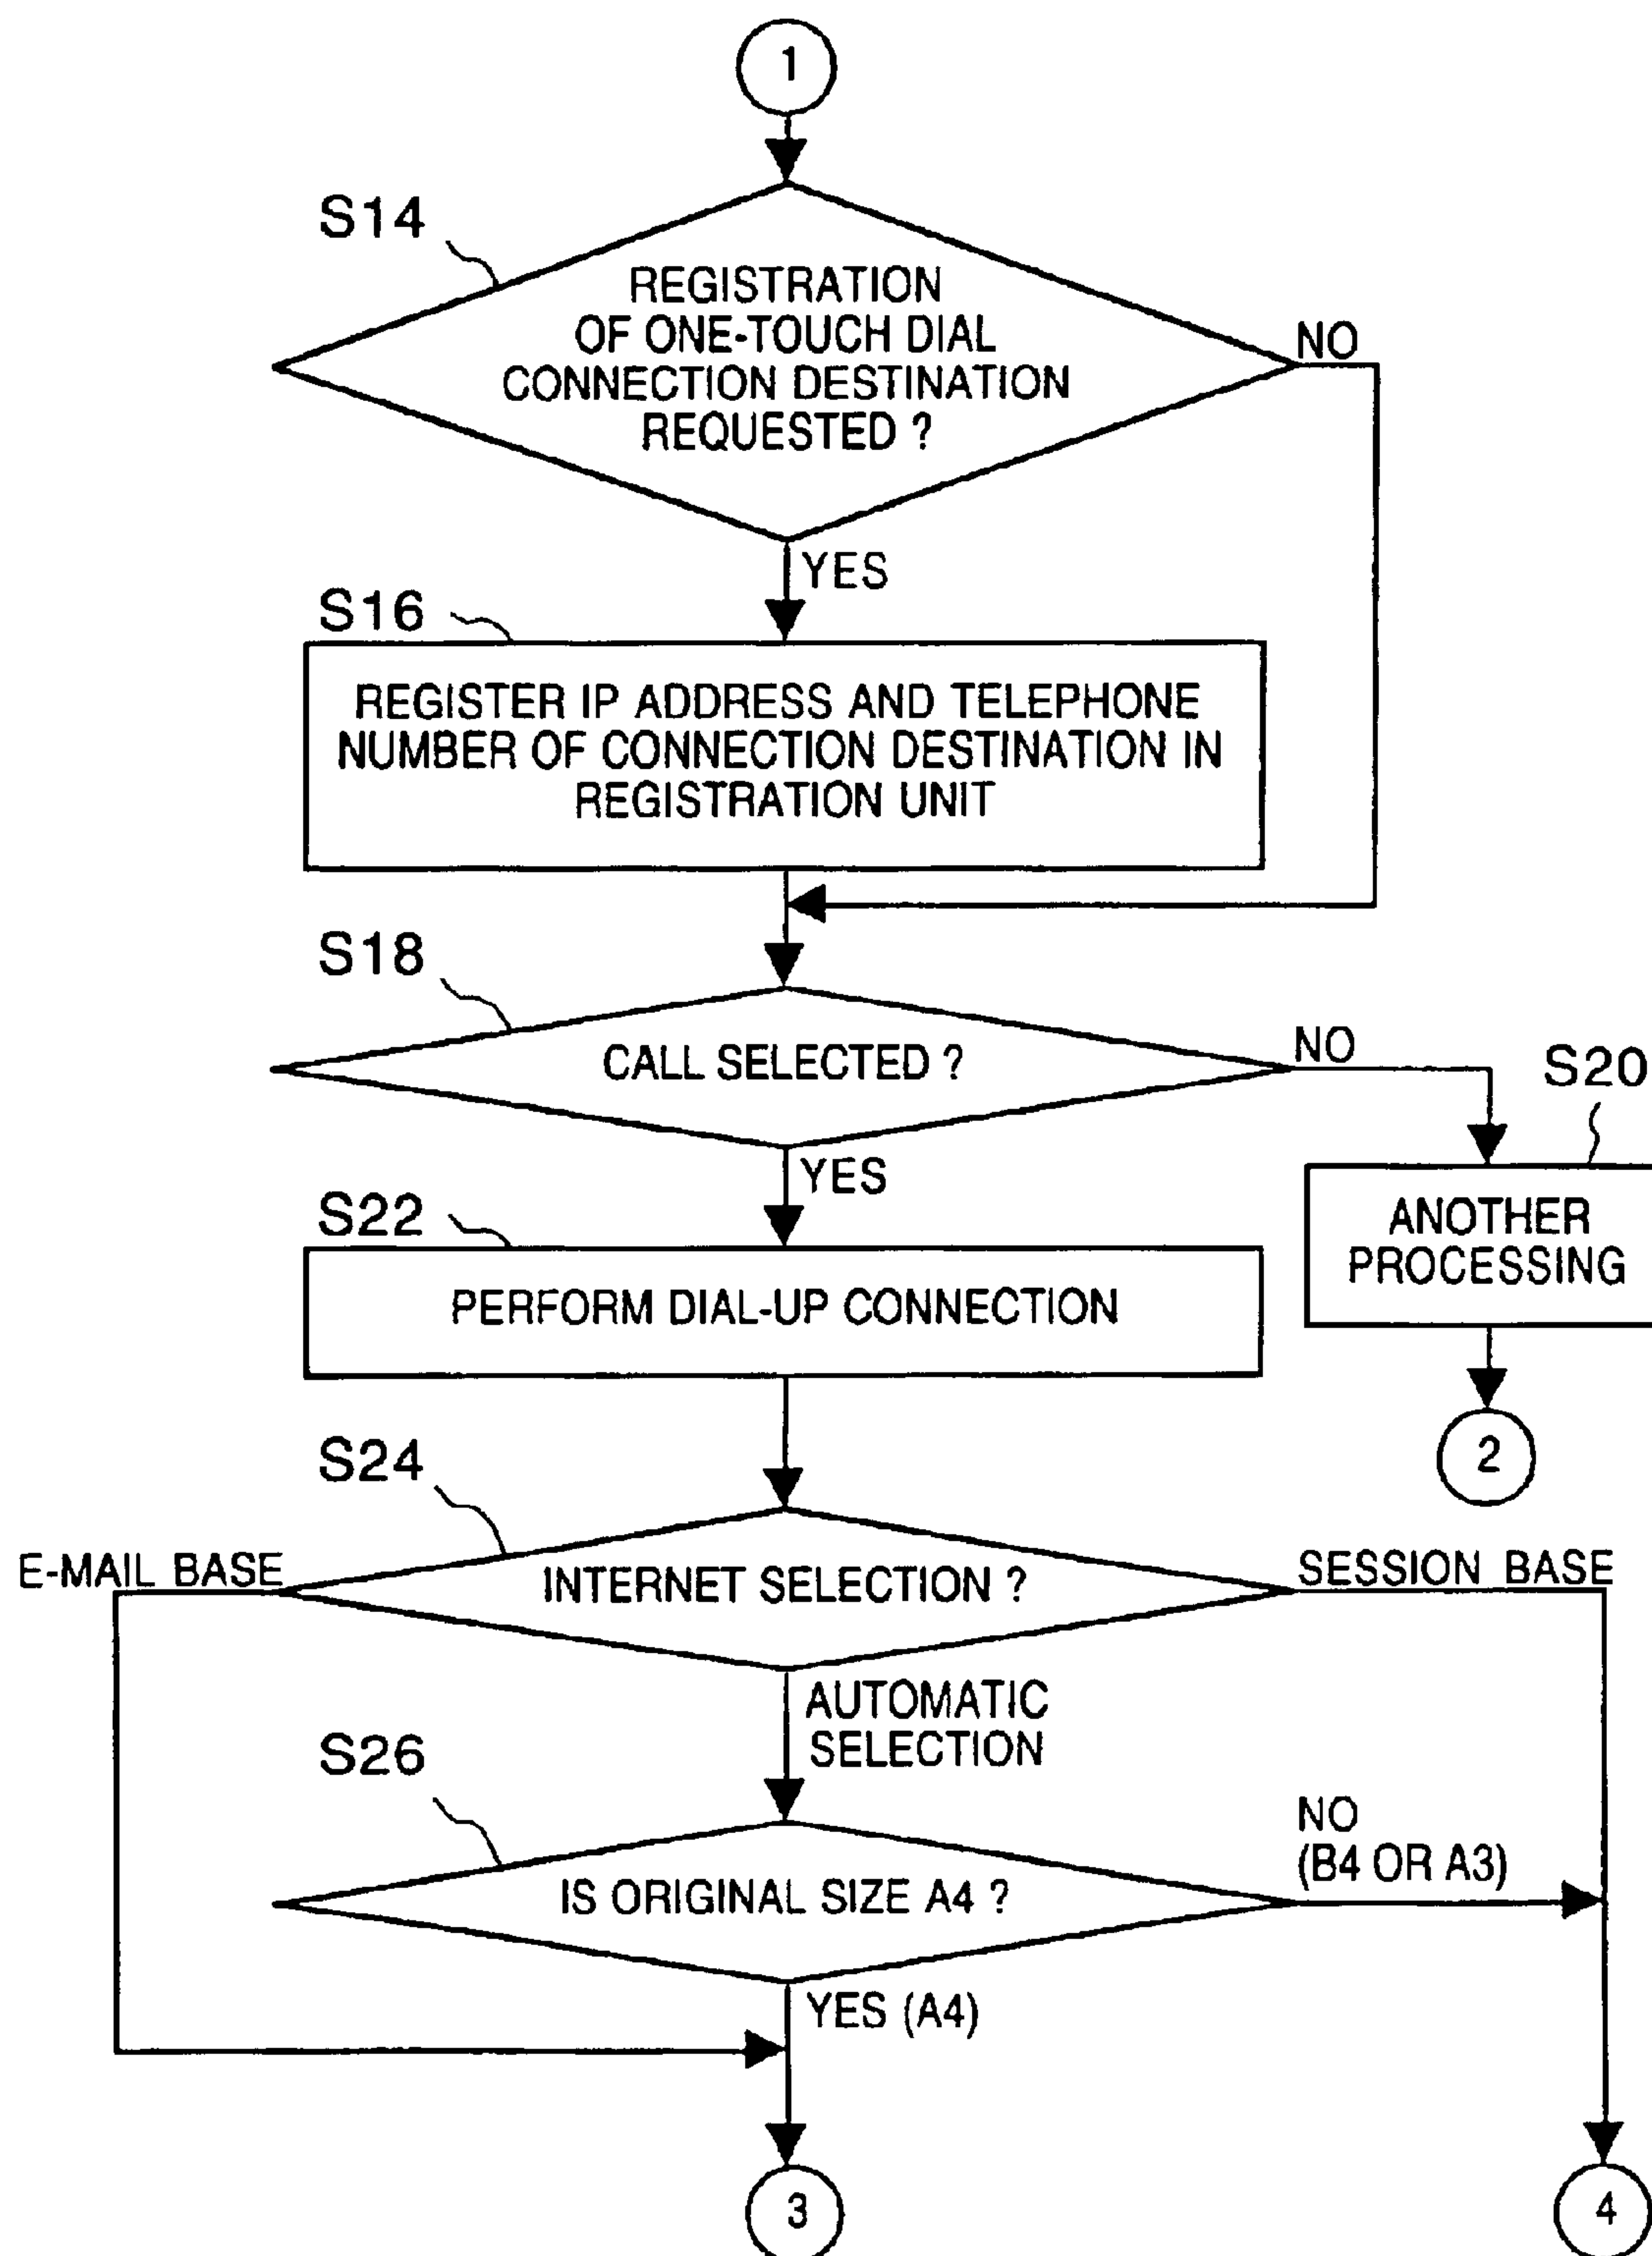 1
S14
REGISTRATION
OF ONE-TOUCH DIAL
CONNECTION DESTINATION
REQUESTED ?
NO
YES
S16
REGISTER IP ADDRESS AND TELEPHONE
NUMBER OF CONNECTION DESTINATION IN
REGISTRATION UNIT
S18
CALL SELECTED ?
NO
S20
YES
ANOTHER
PROCESSING
S22
PERFORM DIAL-UP CONNECTION
2
S24
E-MAIL BASE
INTERNET SELECTION ?
SESSION BASE
AUTOMATIC
SELECTION
S26
NO
(B4 OR A3)
IS ORIGINAL SIZE A4 ?
YES (A4)
3
4